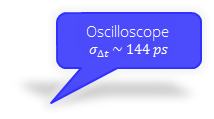 Oscilloscope
σΔt ~ 144 ps